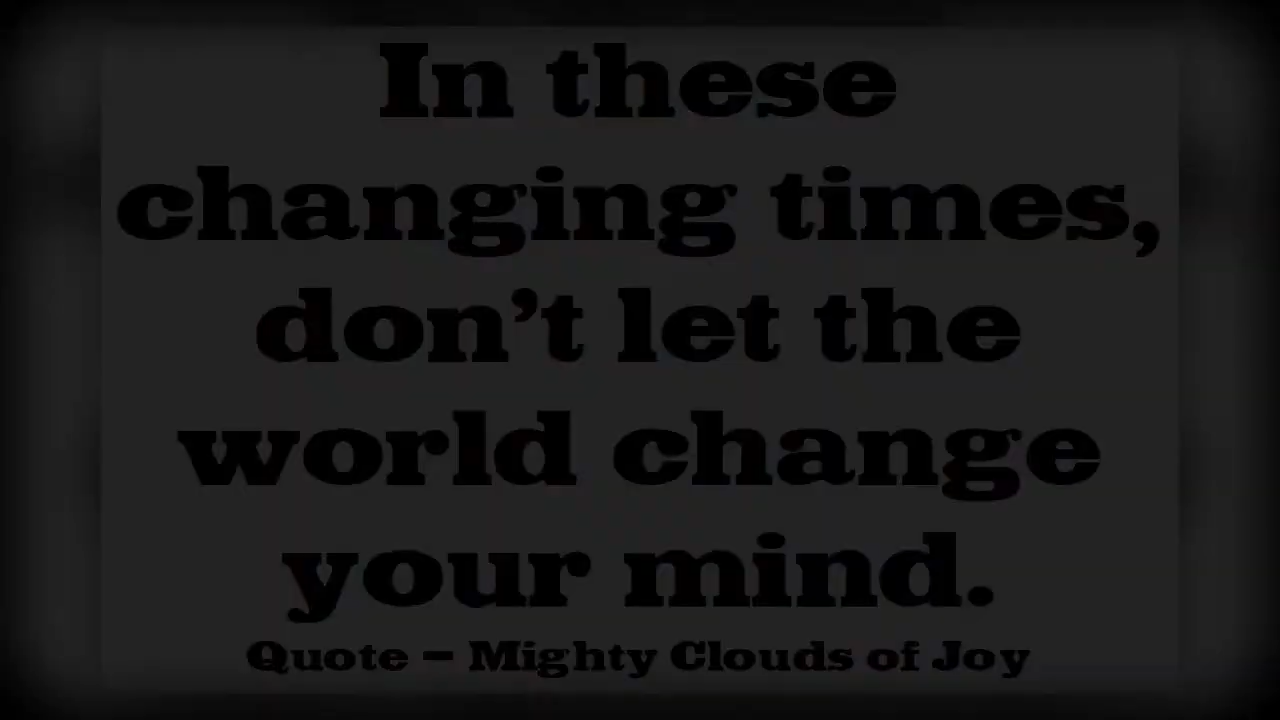 In these
changing times,
don’t let the
world change
your mind.
Quote – Mighty Clouds of Joy